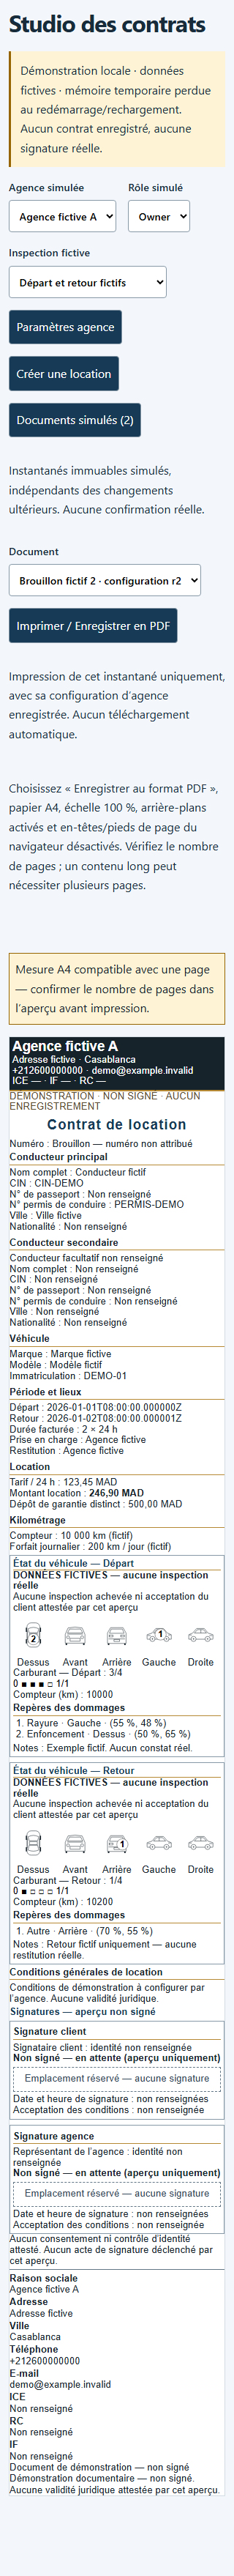 Studio des contrats
Démonstration locale · données
fictives · mémoire temporaire perdue
au redémarrage/rechargement.
Aucun contrat enregistré, aucune
signature réelle.
Agence simulée Rôle simulé
Agence fictive A Owner
Inspection fictive
Départ et retour fictifs
Paramètres agence
Créer une location
Documents simulés (2)
Instantanés immuables simulés,
indépendants des changements
ultérieurs. Aucune confirmation réelle.
Document
Brouillon fictif 2 · configuration r2
Imprimer / Enregistrer en PDF
Impression de cet instantané uniquement,
avec sa configuration d'agence
enregistrée. Aucun téléchargement
automatique.
Choisissez « Enregistrer au format PDF »,
papier A4, échelle 100 %, arrière-plans
activés et en-têtes/pieds de page du
navigateur désactivés. Vérifiez le nombre
de pages ; un contenu long peut
nécessiter plusieurs pages.
Mesure A4 compatible avec une page
— confirmer le nombre de pages dans
l'aperçu avant impression.
Agence fictive A
Adresse fictive · Casablanca
+212600000000 · demo@example.invalid
ICE — · IF — · RC —
DÉMONSTRATION · NON SIGNÉ · AUCUN
ENREGISTREMENT
Contrat de location
Numéro : Brouillon — numéro non attribué
Conducteur principal
Nom complet : Conducteur fictif
CIN : CIN-DEMO
N° de passeport : Non renseigné
N° permis de conduire : PERMIS-DEMO
Ville : Ville fictive
Nationalité : Non renseigné
Conducteur secondaire
Conducteur facultatif non renseigné
Nom complet : Non renseigné
CIN : Non renseigné
N° de passeport : Non renseigné
N° permis de conduire : Non renseigné
Ville : Non renseigné
Nationalité : Non renseigné
Véhicule
Marque : Marque fictive
Modèle : Modèle fictif
Immatriculation : DEMO-01
Période et lieux
Départ : 2026-01-01T08:00:00.000000Z
Retour : 2026-01-02T08:00:00.000001Z
Durée facturée : 2 × 24 h
Prise en charge : Agence fictive
Restitution : Agence fictive
Location
Tarif / 24 h : 123,45 MAD
Montant location : 246,90 MAD
Dépôt de garantie distinct : 500,00 MAD
Kilométrage
Compteur : 10 000 km (fictif)
Forfait journalier : 200 km / jour (fictif)
État du véhicule — Départ
DONNÉES FICTIVES — aucune inspection
réelle
Aucune inspection achevée ni acceptation du
client attestée par cet aperçu
2 1
Dessus Avant Arrière Gauche Droite
Carburant — Départ : 3/4
0 ■ ■ ■ □ 1/1
Compteur (km) : 10000
Repères des dommages
1. Rayure · Gauche · (55 %, 48 %)
2. Enfoncement · Dessus · (50 %, 65 %)
Notes : Exemple fictif. Aucun constat réel.
État du véhicule — Retour
DONNÉES FICTIVES — aucune inspection
réelle
Aucune inspection achevée ni acceptation du
client attestée par cet aperçu
1
Dessus Avant Arrière Gauche Droite
Carburant — Retour : 1/4
0 ■ □ □ □ 1/1
Compteur (km) : 10200
Repères des dommages
1. Autre · Arrière · (70 %, 55 %)
Notes : Retour fictif uniquement — aucune
restitution réelle.
Conditions générales de location
Conditions de démonstration à configurer par
l'agence. Aucune validité juridique.
Signatures — aperçu non signé
Signature client
Signataire client : identité non renseignée
Non signé — en attente (aperçu uniquement)
Emplacement réservé — aucune signature
Date et heure de signature : non renseignées
Acceptation des conditions : non renseignée
Signature agence
Représentant de l'agence : identité non
renseignée
Non signé — en attente (aperçu uniquement)
Emplacement réservé — aucune signature
Date et heure de signature : non renseignées
Acceptation des conditions : non renseignée
Aucun consentement ni contrôle d'identité
attesté. Aucun acte de signature déclenché par
cet aperçu.
Raison sociale
Agence fictive A
Adresse
Adresse fictive
Ville
Casablanca
Téléphone
+212600000000
E-mail
demo@example.invalid
ICE
Non renseigné
RC
Non renseigné
IF
Non renseigné
Document de démonstration — non signé
Démonstration documentaire — non signé.
Aucune validité juridique attestée par cet aperçu.